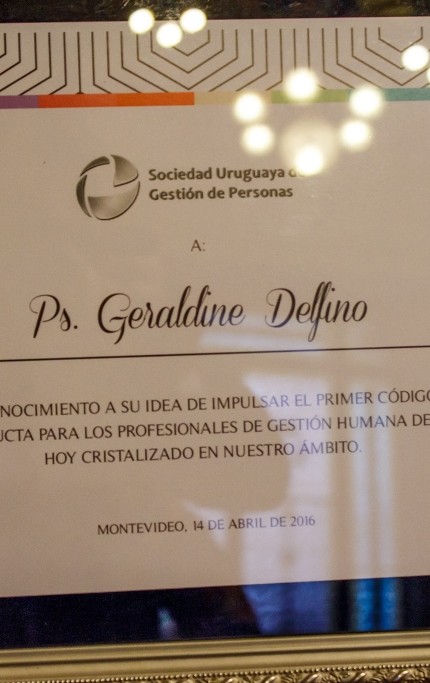 Sociedad Uruguaya de
Gestión de Personas
A:
Ps. Geraldine Delfino
NOCIMIENTO A SU IDEA DE IMPULSAR EL PRIMER CÓDIGO
UCTA PARA LOS PROFESIONALES DE GESTIÓN HUMANA DE
HOY CRISTALIZADO EN NUESTRO ÁMBITO.
MONTEVIDEO, 14 DE ABRIL DE 2016